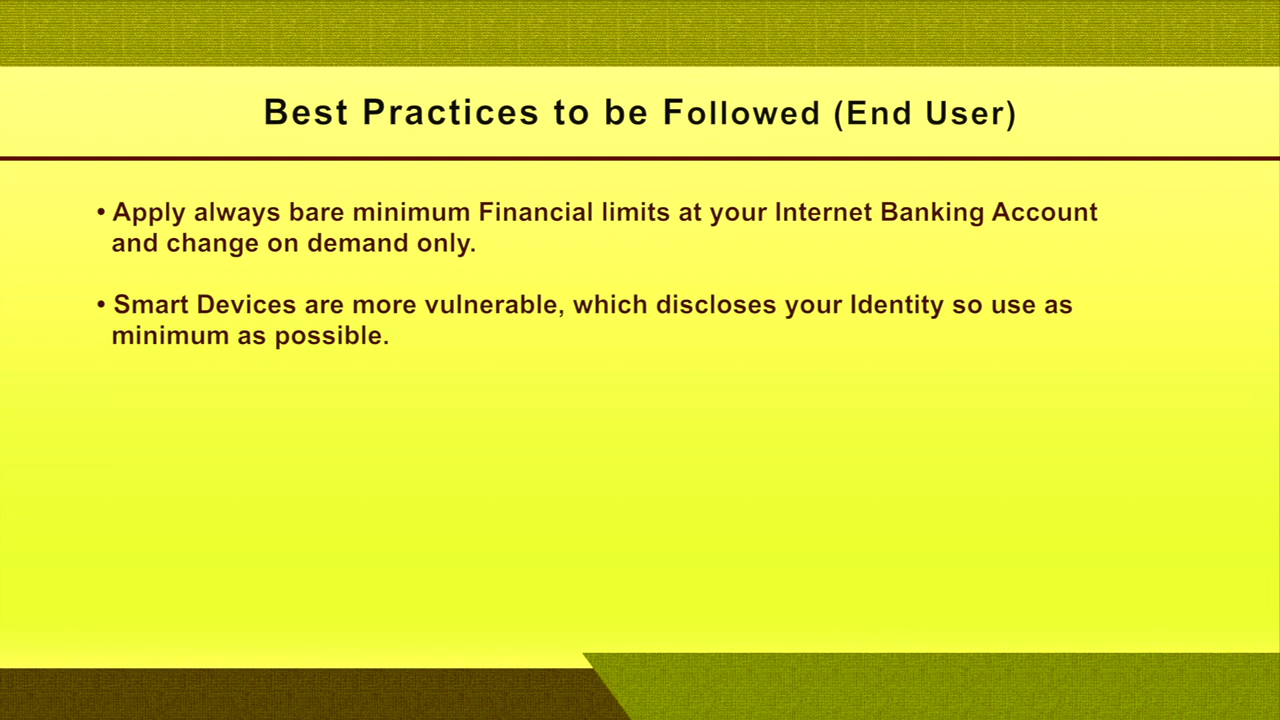 Best Practices to be Followed (End User)
• Apply always bare minimum Financial limits at your Internet Banking Account
and change on demand only.
• Smart Devices are more vulnerable, which discloses your Identity so use as
minimum as possible.